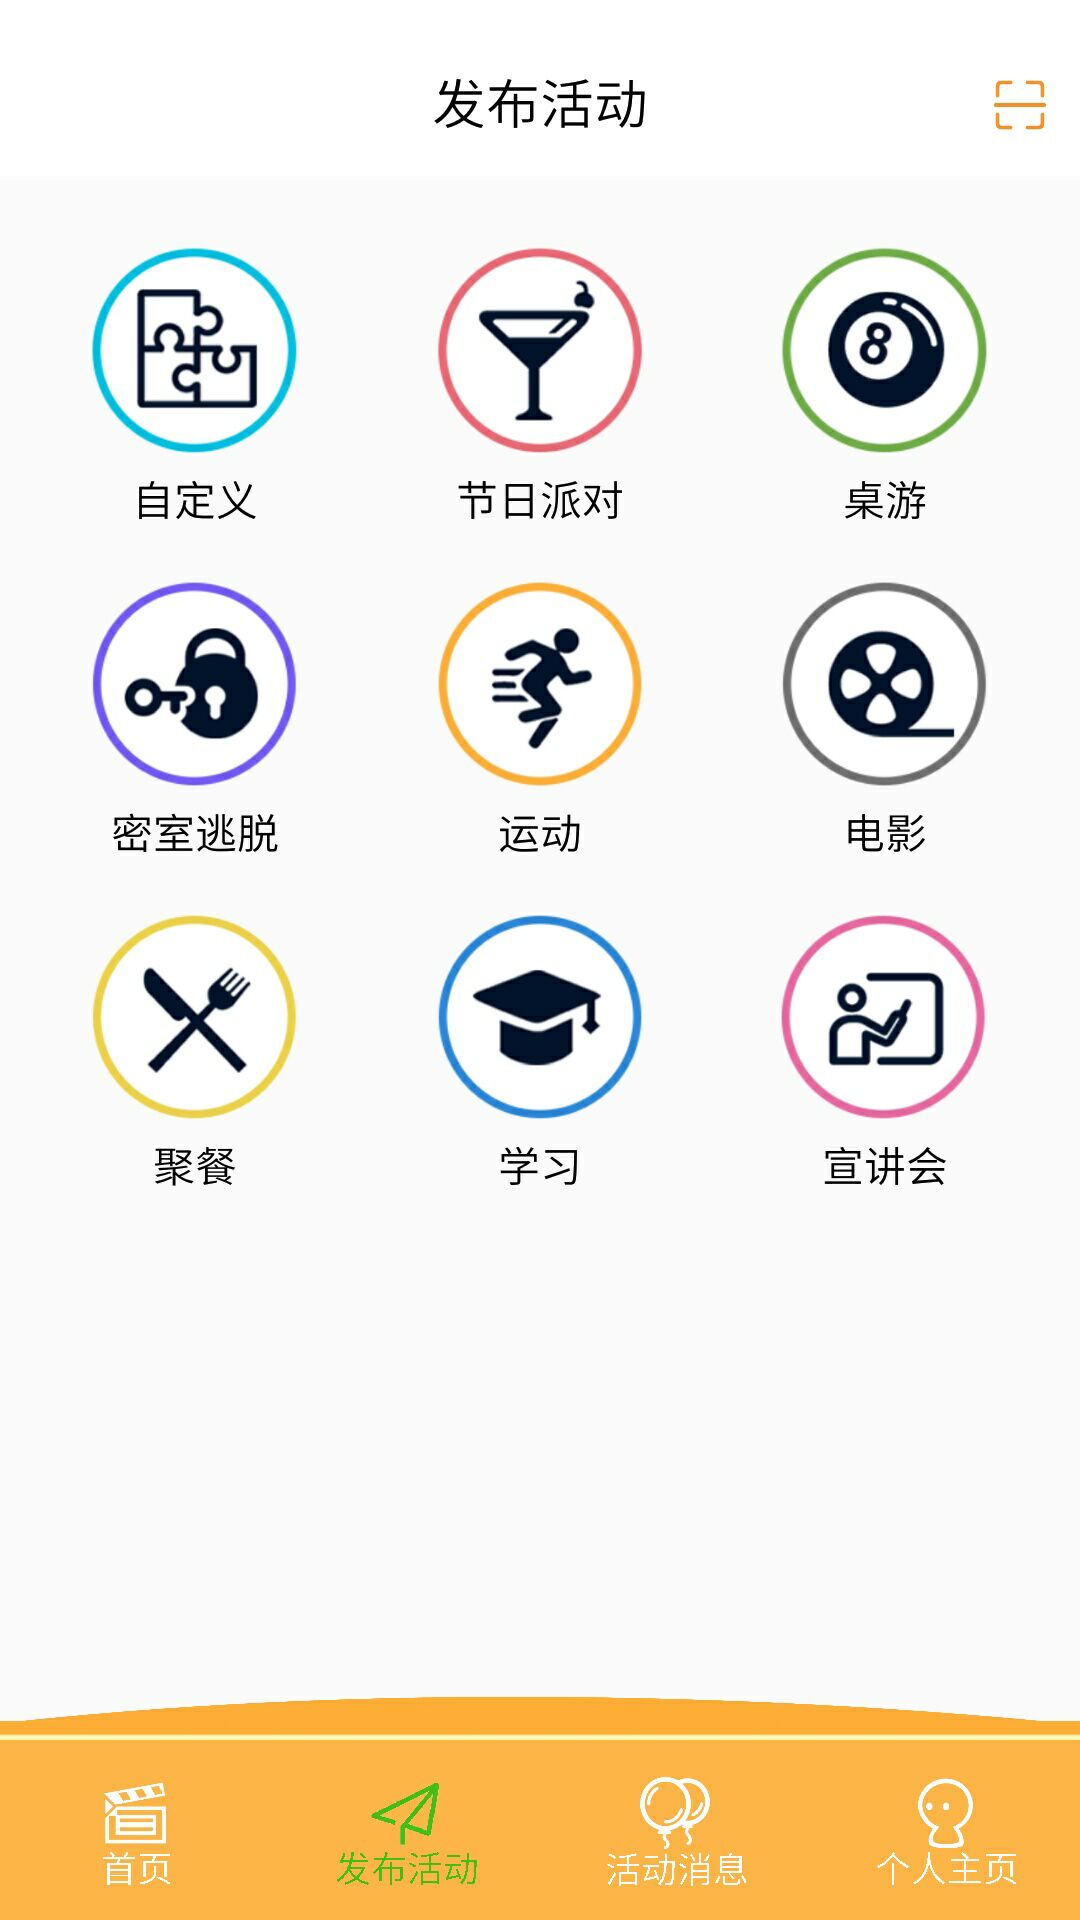 发布活动
自定义 节日派对 桌游
8
密室逃脱 运动 电影
聚餐 学习 宣讲会
首页 发布活动 活动消息 个人主页